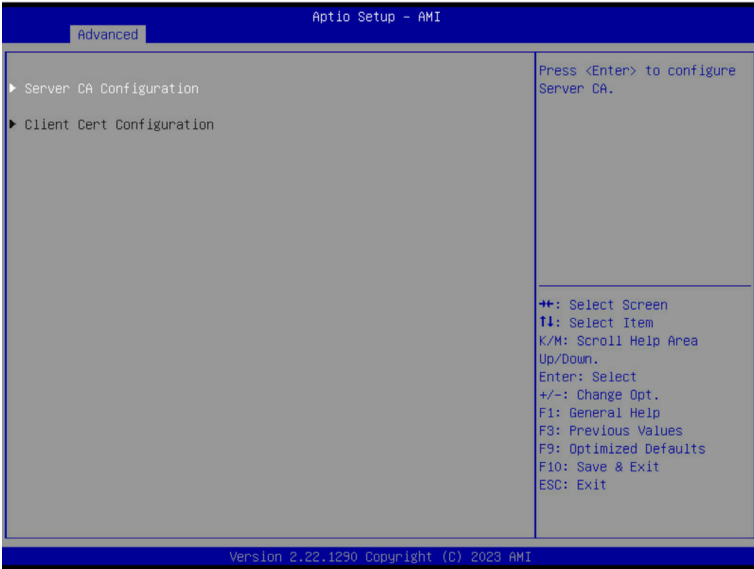 Aptio Setup – AMI
Advanced
▶ Server CA Configuration
▶ Client Cert Configuration
Press <Enter> to configure
Server CA.
→←: Select Screen
↑↓: Select Item
K/M: Scroll Help Area
Up/Down.
Enter: Select
+/-: Change Opt.
F1: General Help
F3: Previous Values
F9: Optimized Defaults
F10: Save & Exit
ESC: Exit
Version 2.22.1290 Copyright (C) 2023 AMI